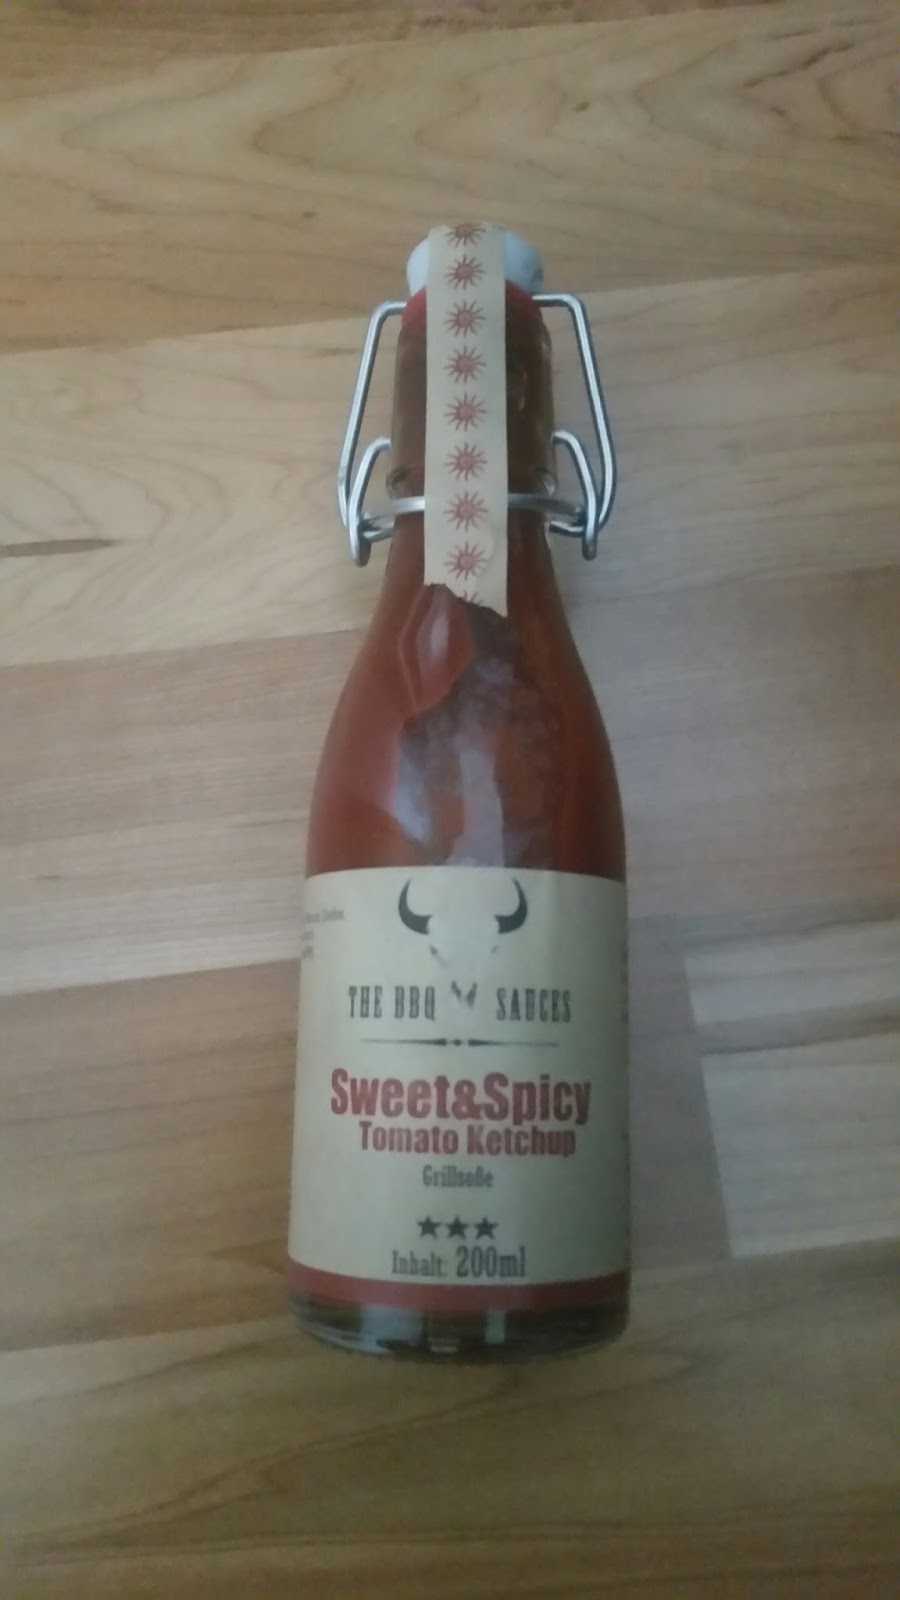 THE BBQ SAUCES
Sweet&Spicy
Tomato Ketchup
Grillsoße
Inhalt: 200ml